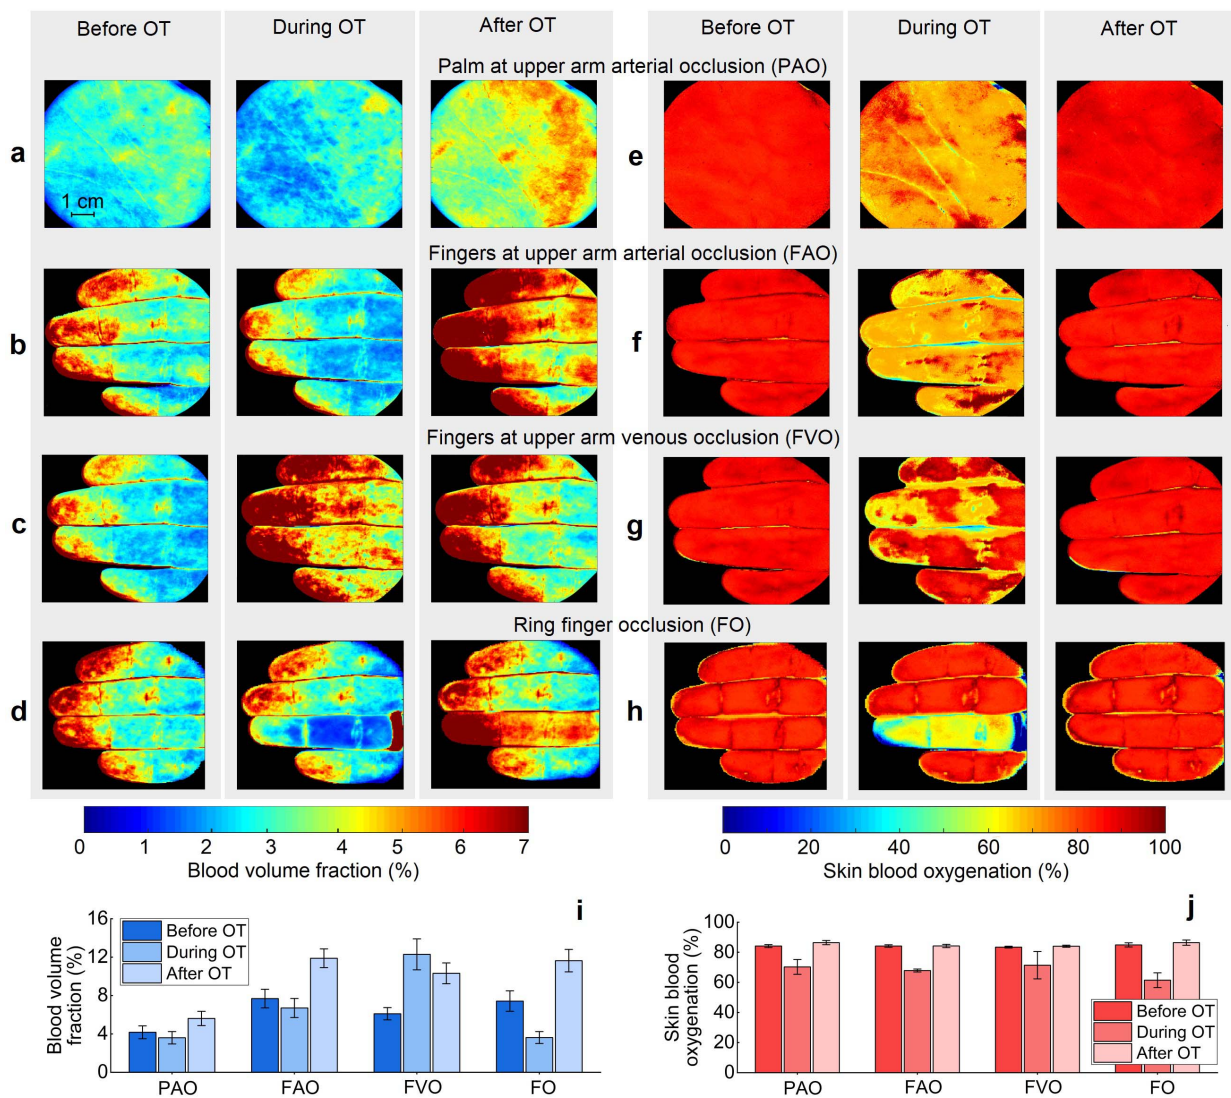 Before OT During OT After OT Before OT During OT After OT
Palm at upper arm arterial occlusion (PAO)
a
1 cm
e
Fingers at upper arm arterial occlusion (FAO)
b
f
Fingers at upper arm venous occlusion (FVO)
c
g
Ring finger occlusion (FO)
d
h
0 1 2 3 4 5 6 7
Blood volume fraction (%)
0 20 40 60 80 100
Skin blood oxygenation (%)
i
Blood volume
fraction (%)
16
12
8
4
0
Before OT
During OT
After OT
PAO FAO FVO FO
j
Skin blood
oxygenation (%)
100
80
60
40
20
0
Before OT
During OT
After OT
PAO FAO FVO FO